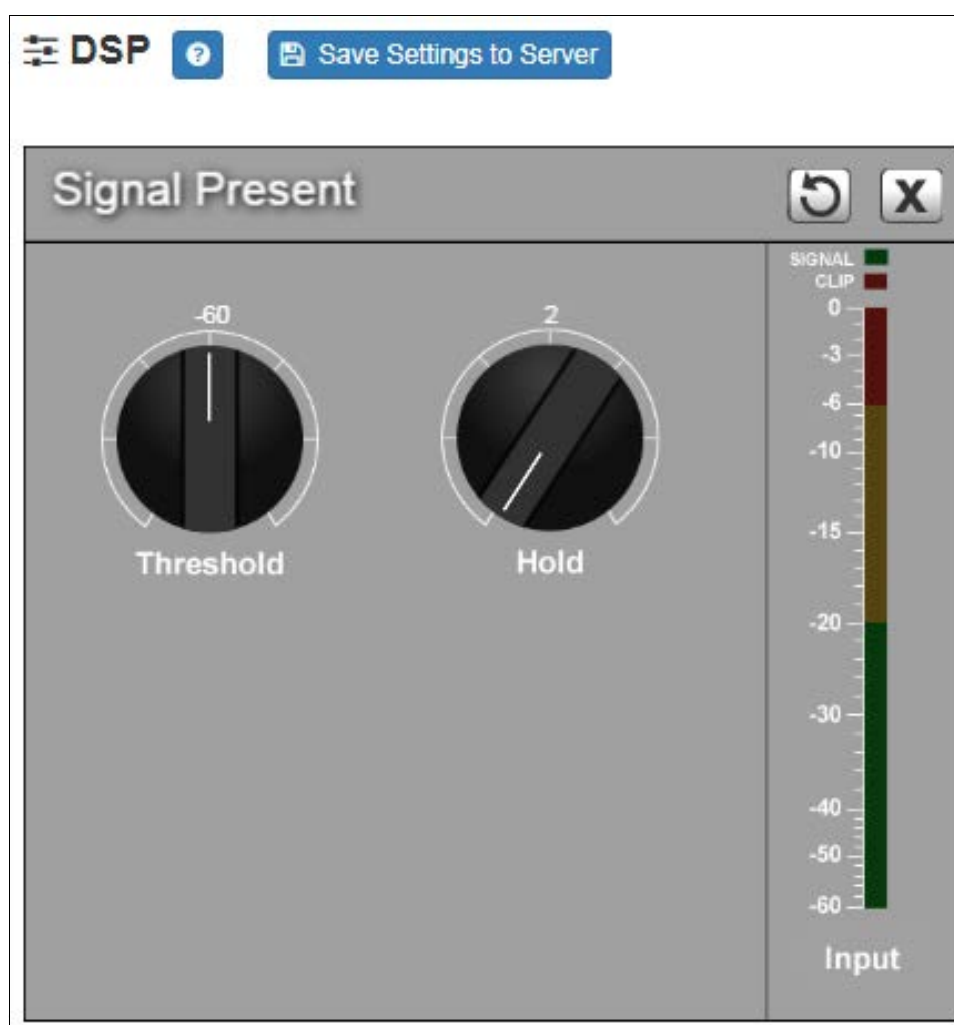 DSP ? Save Settings to Server
Signal Present X
SIGNAL
CLIP
-60 2
Threshold Hold
0
-3
-6
-10
-15
-20
-30
-40
-50
-60
Input